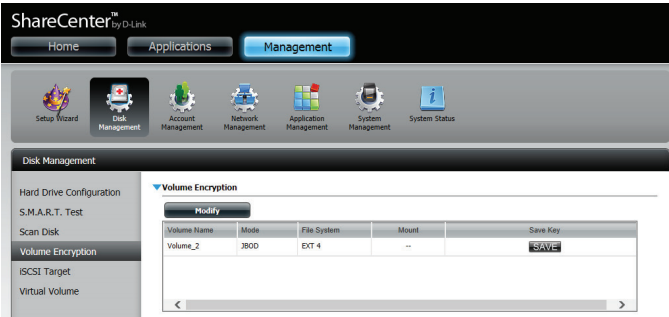 ShareCenter™ by D-Link
Home Applications Management
Setup Wizard Disk Management Account Management Network Management Application Management System Management System Status
Disk Management
Hard Drive Configuration
S.M.A.R.T. Test
Scan Disk
Volume Encryption
iSCSI Target
Virtual Volume
Volume Encryption
Modify
Volume Name Mode File System Mount Save Key
Volume_2 JBOD EXT 4 -- SAVE